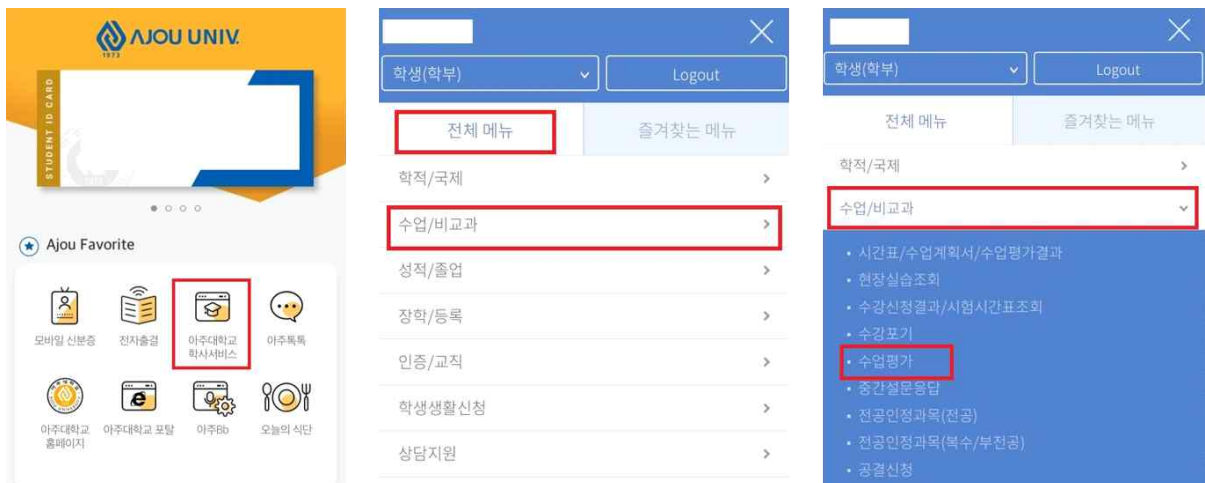 AJOU UNIV.
1973
STUDENT ID CARD
Ajou Favorite
모바일 신분증
전자출결
아주대학교
학사서비스
아주톡톡
아주대학교
홈페이지
아주대학교 포탈
아주Bb
오늘의 식단
학생(학부)
Logout
전체 메뉴
즐겨찾는 메뉴
학적/국제
수업/비교과
성적/졸업
장학/등록
인증/교직
학생생활신청
상담지원
학생(학부)
Logout
전체 메뉴
즐겨찾는 메뉴
학적/국제
수업/비교과
• 시간표/수업계획서/수업평가결과
• 현장실습조회
• 수강신청결과/시험시간표조회
• 수강포기
• 수업평가
• 중간설문응답
• 전공인정과목(전공)
• 전공인정과목(복수/부전공)
• 공결신청